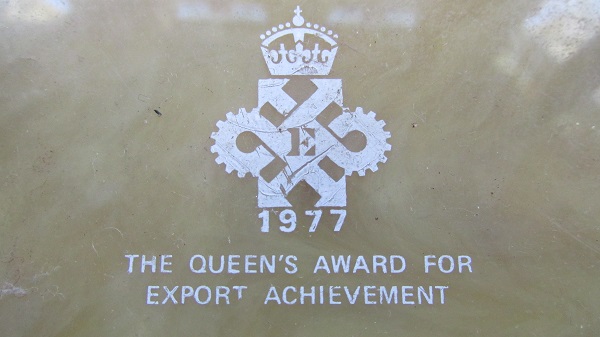 E
1977
THE QUEEN'S AWARD FOR
EXPORT ACHIEVEMENT